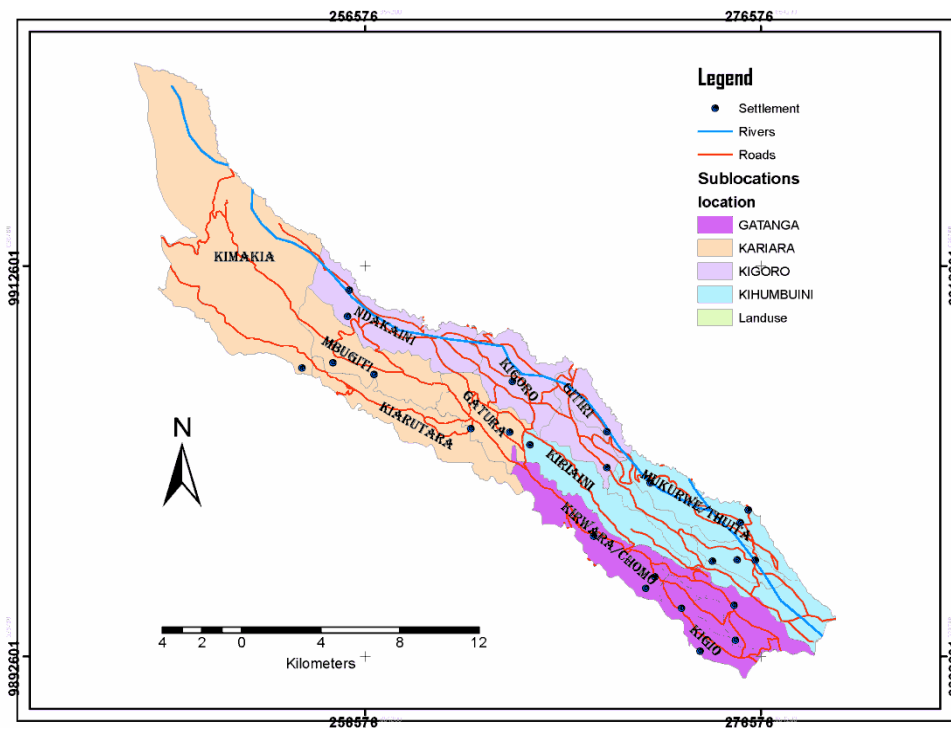 256576
276576
Legend
Settlement
Rivers
Roads
Sublocations
location
GATANGA
KARIARA
KIGORO
KIHUMBUINI
Landuse
9912601
KIMAKIA
NDAKAINI
MBUGITI
KIGORO
GITIRI
GATURA
KIARUTARA
KIRIAINI
MUKURWE/THUITA
KIRWARA/CHOMO
KIGIO
N
4 2 0 4 8 12
Kilometers
9892601
256576
276576